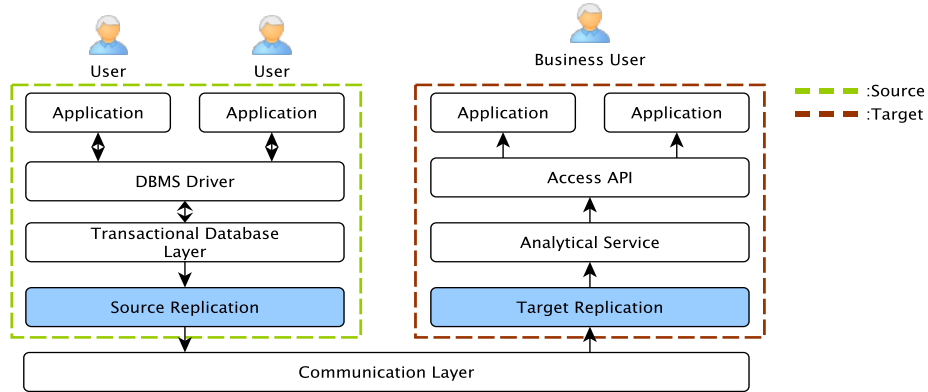 User
User
Business User
:Source
:Target
Application
Application
Application
Application
DBMS Driver
Access API
Transactional Database
Layer
Analytical Service
Source Replication
Target Replication
Communication Layer